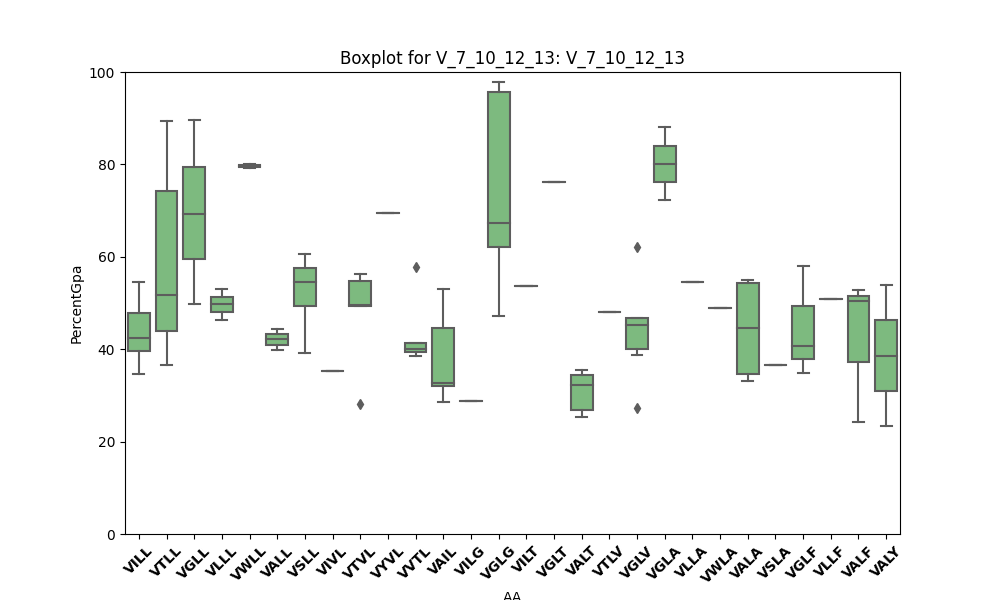 Boxplot for V_7_10_12_13: V_7_10_12_13
100
80
60
40
20
0
PercentGpa
VILL VTLL VGLL VLLL VWLL VALL VSLL VIVL VTVL VYVL VVTL VAIL VILG VGLG VILT VGLT VALT VTLV VGLV VGLA VLLA VWLA VALA VSLA VGLF VLLF VALF VALY
AA